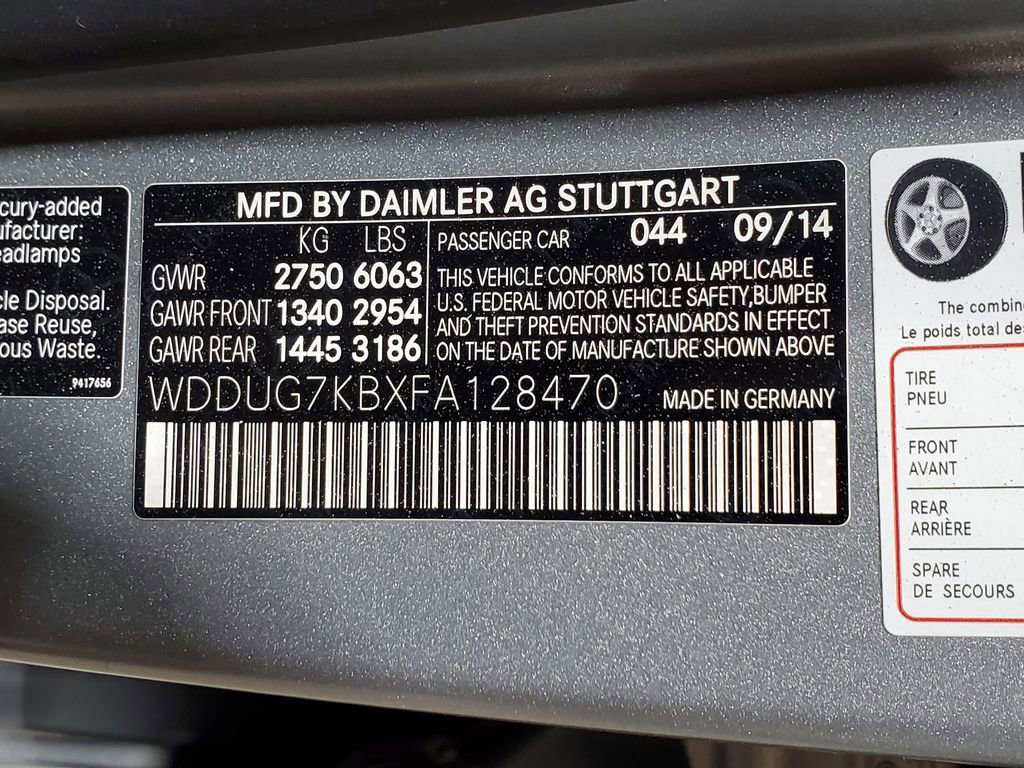 cury-added
ufacturer:
eadlamps
cle Disposal.
ase Reuse,
ous Waste.
9417656
MFD BY DAIMLER AG STUTTGART
KG LBS
GVWR 2750 6063
GAWR FRONT 1340 2954
GAWR REAR 1445 3186
PASSENGER CAR 044 09/14
THIS VEHICLE CONFORMS TO ALL APPLICABLE
U.S. FEDERAL MOTOR VEHICLE SAFETY,BUMPER
AND THEFT PREVENTION STANDARDS IN EFFECT
ON THE DATE OF MANUFACTURE SHOWN ABOVE
WDDUG7KBXFA128470 MADE IN GERMANY
The combin
Le poids total des
TIRE
PNEU
FRONT
AVANT
REAR
ARRIÈRE
SPARE
DE SECOURS